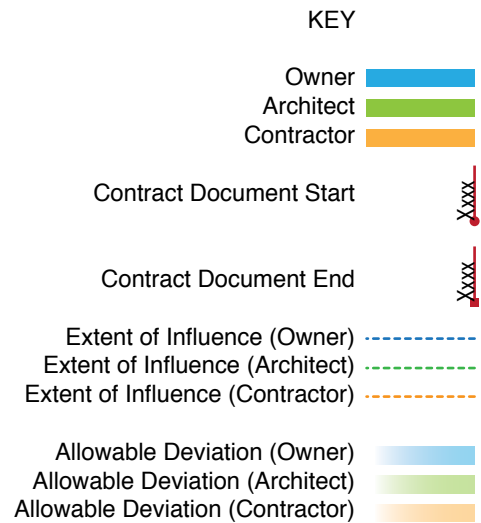 KEY
Owner
Architect
Contractor
Contract Document Start
Xxxx
Contract Document End
Xxxx
Extent of Influence (Owner)
Extent of Influence (Architect)
Extent of Influence (Contractor)
Allowable Deviation (Owner)
Allowable Deviation (Architect)
Allowable Deviation (Contractor)